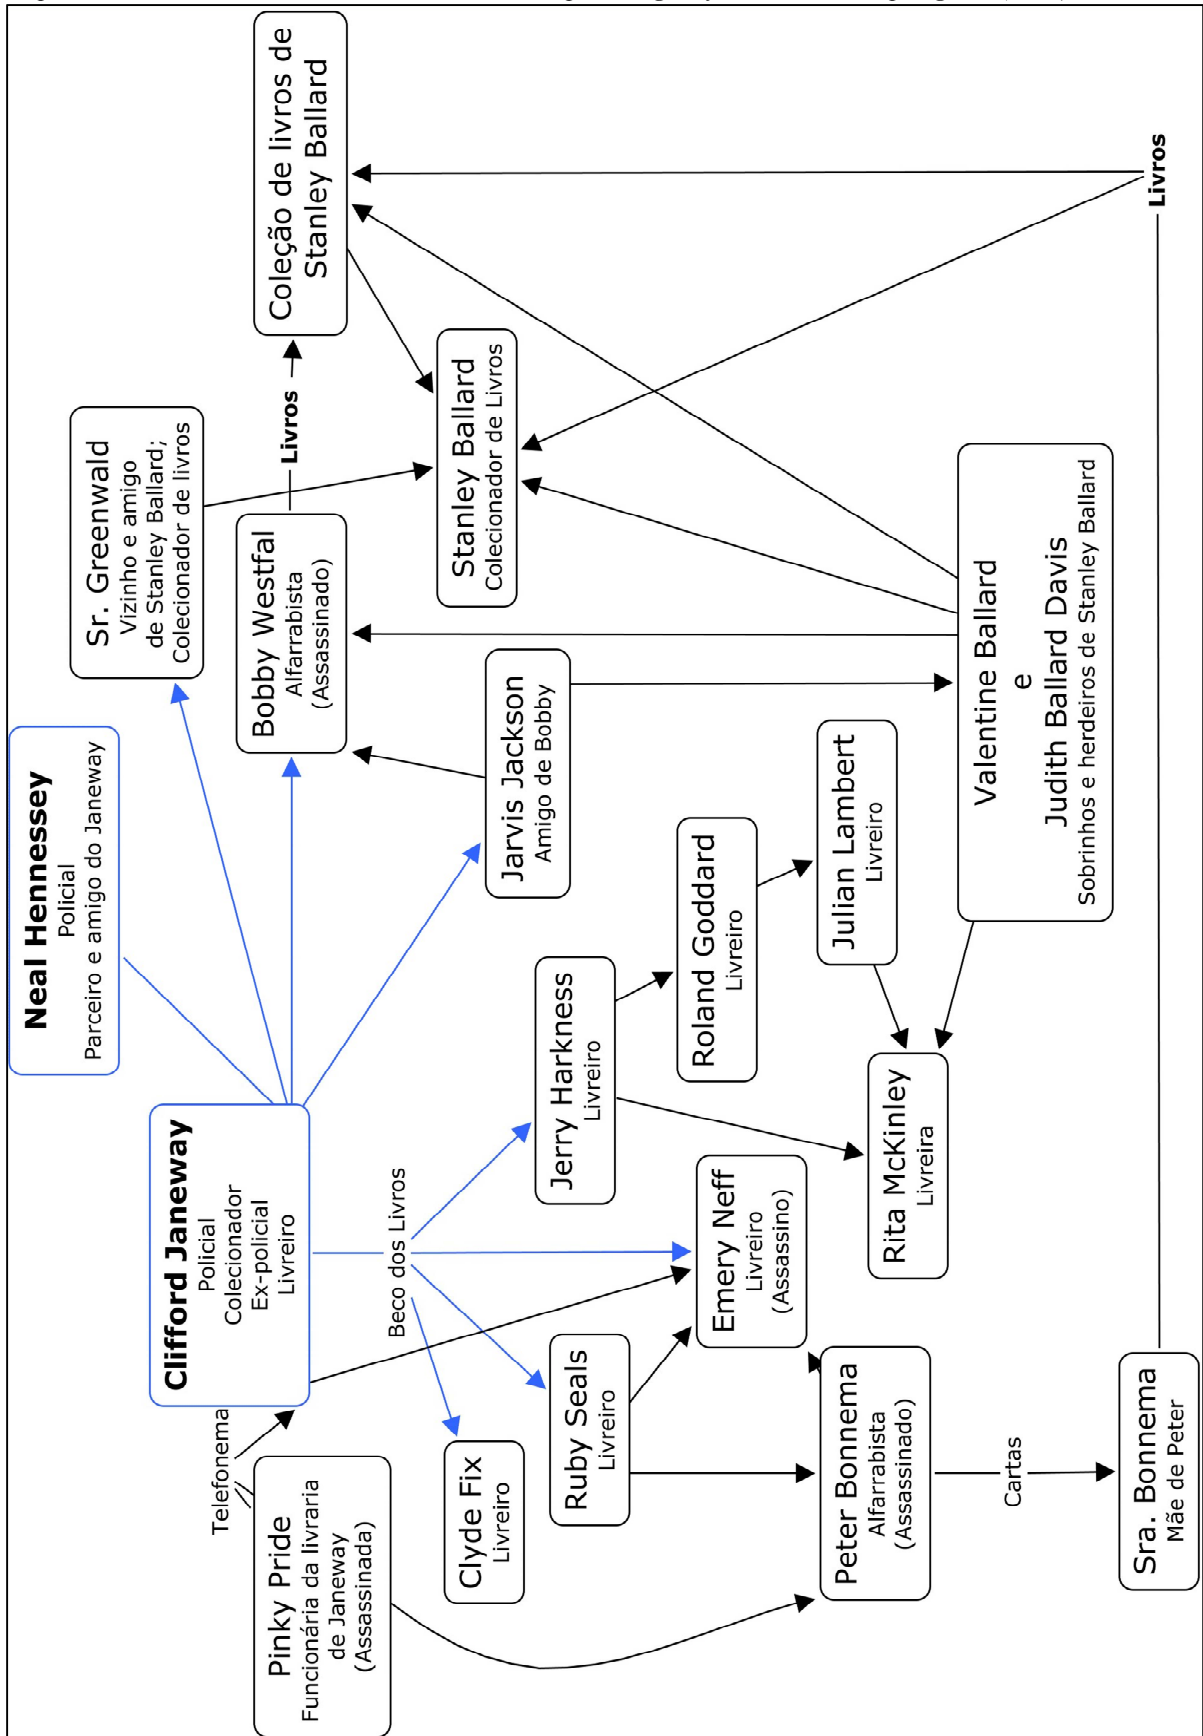 Neal Hennessey
Policial
Parceiro e amigo do Janeway
Sr. Greenwald
Vizinho e amigo
de Stanley Ballard;
Colecionador de livros
Clifford Janeway
Policial
Colecionador
Ex-policial
Livreiro
Telefonema
Pinky Pride
Funcionária da livraria
de Janeway
(Assassinada)
Bobby Westfal
Alfarrabista
(Assassinado)
Livros
Coleção de livros de
Stanley Ballard
Beco dos Livros
Clyde Fix
Livreiro
Stanley Ballard
Colecionador de Livros
Jarvis Jackson
Amigo de Bobby
Ruby Seals
Livreiro
Jerry Harkness
Livreiro
Emery Neff
Livreiro
(Assassino)
Roland Goddard
Livreiro
Peter Bonnema
Alfarrabista
(Assassinado)
Julian Lambert
Livreiro
Rita McKinley
Livreira
Valentine Ballard
e
Judith Ballard Davis
Sobrinhos e herdeiros de Stanley Ballard
Cartas
Sra. Bonnema
Mãe de Peter
Livros